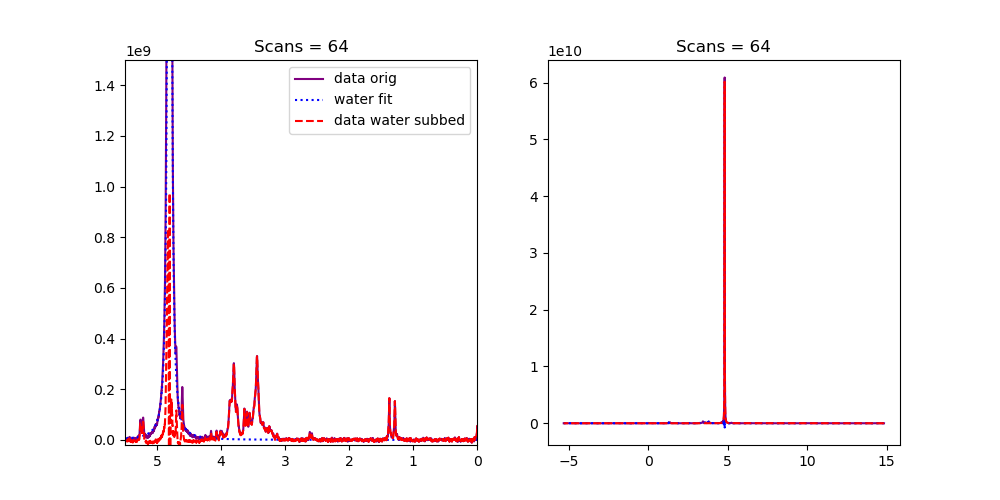 Scans = 64
1e9
data orig
water fit
data water subbed
1.4
1.2
1.0
0.8
0.6
0.4
0.2
0.0
5 4 3 2 1 0
Scans = 64
1e10
6
5
4
3
2
1
0
−5 0 5 10 15